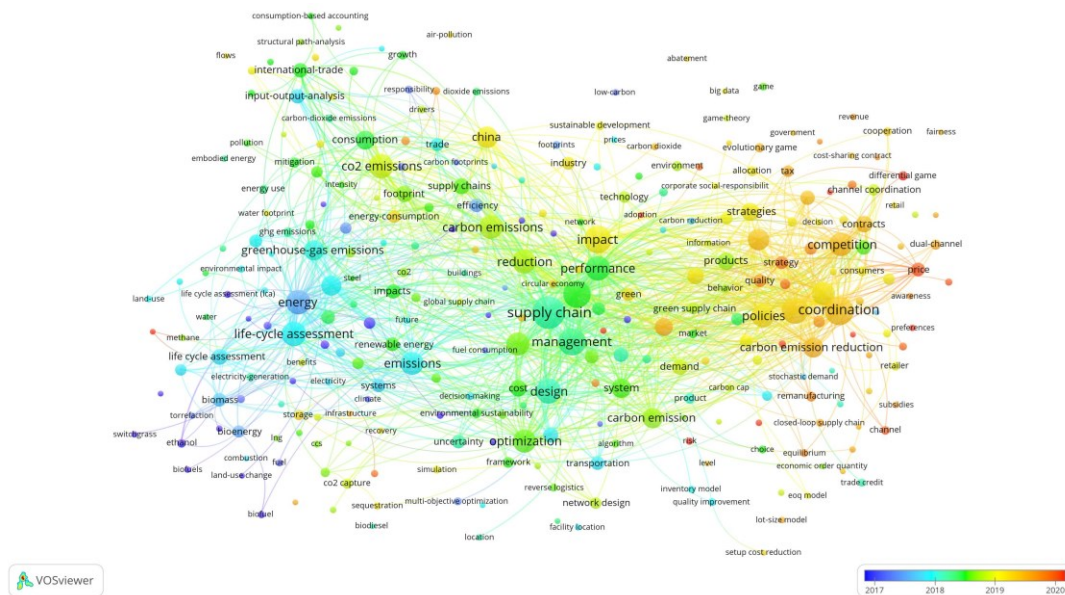 consumption-based accounting
air-pollution
structural path-analysis
flows
growth
abatement
international-trade
input-output-analysis
responsibility
dioxide emissions
low-carbon
big data
game
drivers
carbon-dioxide emissions
game-theory
revenue
china
sustainable development
government
cooperation
fairness
pollution
consumption
trade
footprints
prices
carbon dioxide
evolutionary game
cost-sharing contract
embodied energy
mitigation
co2 emissions
carbon footprints
industry
environment
allocation
tax
differential game
energy use
intensity
footprint
supply chains
technology
corporate social-responsibilit
channel coordination
efficiency
retail
water footprint
energy-consumption
network
adoption
carbon reduction
strategies
decision
contracts
ghg emissions
carbon emissions
impact
information
competition
dual-channel
greenhouse-gas emissions
reduction
performance
products
strategy
consumers
price
environmental impact
steel
co2
buildings
circular economy
behavior
quality
land-use
life cycle assessment (lca)
energy
impacts
global supply chain
green
awareness
supply chain
green supply chain
policies
coordination
water
future
methane
life-cycle assessment
renewable energy
management
market
preferences
fuel consumption
carbon emission reduction
life cycle assessment
benefits
emissions
demand
retailer
electricity-generation
electricity
systems
cost
design
system
carbon cap
stochastic demand
biomass
climate
decision-making
product
remanufacturing
torrefaction
storage
infrastructure
environmental sustainability
carbon emission
subsidies
switchgrass
ethanol
bioenergy
lng
ccs
recovery
uncertainty
optimization
algorithm
risk
closed-loop supply chain
channel
combustion
fuel
framework
transportation
choice
equilibrium
biofuels
land-use change
simulation
level
economic order quantity
co2 capture
reverse logistics
trade credit
sequestration
multi-objective optimization
network design
inventory model
quality improvement
eoq model
biofuel
biodiesel
facility location
lot-size model
location
setup cost reduction
VOSviewer
2017
2018
2019
2020